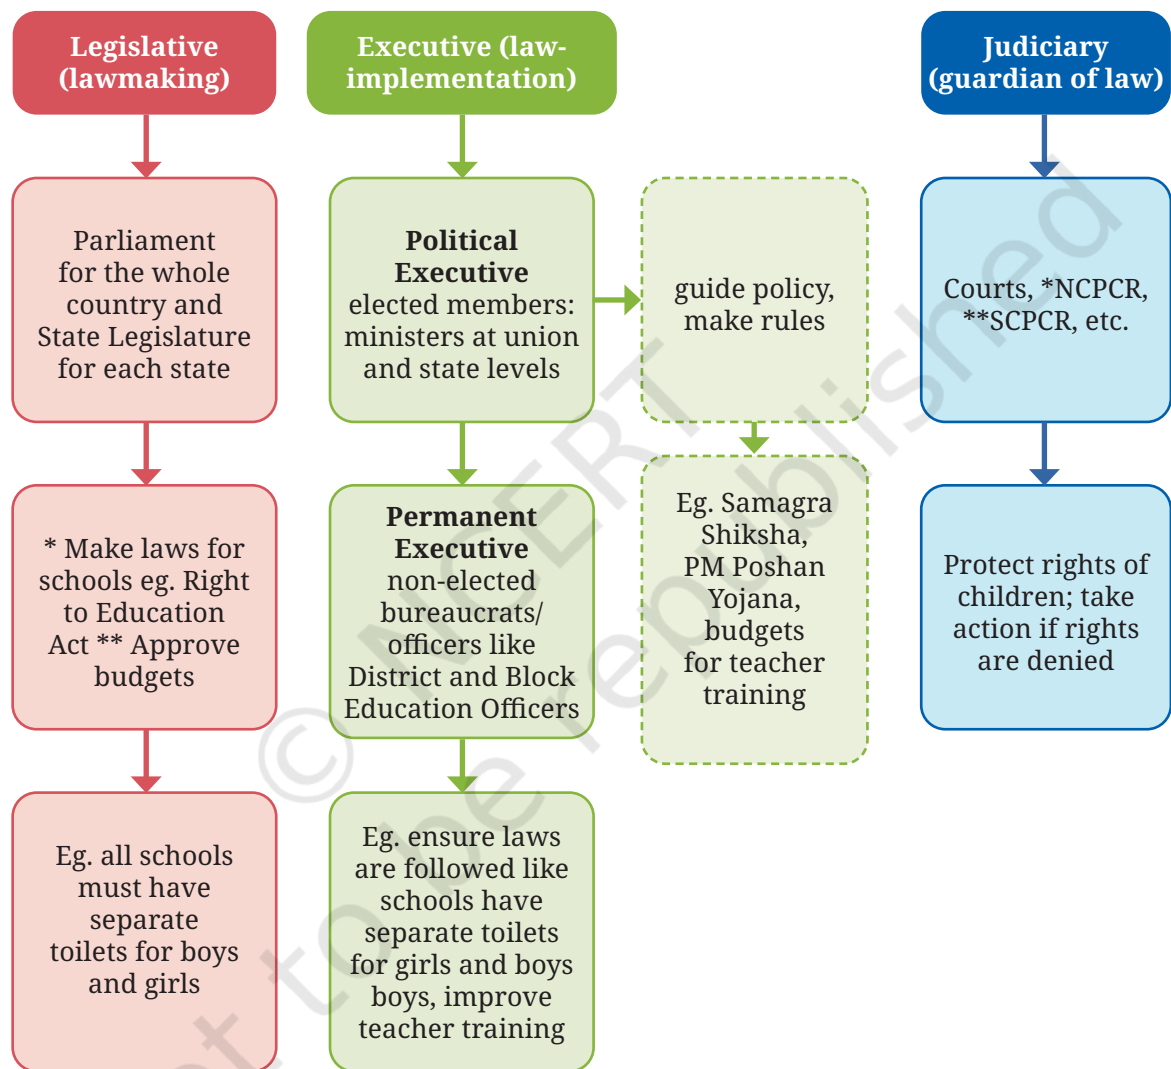 Legislative
(lawmaking)
Parliament
for the whole
country and
State Legislature
for each state
* Make laws for
schools eg. Right
to Education
Act ** Approve
budgets
Eg. all schools
must have
separate
toilets for boys
and girls
Executive (law-
implementation)
Political
Executive
elected members:
ministers at union
and state levels
guide policy,
make rules
Eg. Samagra
Shiksha,
PM Poshan
Yojana,
budgets
for teacher
training
Permanent
Executive
non-elected
bureaucrats/
officers like
District and Block
Education Officers
Eg. ensure laws
are followed like
schools have
separate toilets
for girls and boys
boys, improve
teacher training
Judiciary
(guardian of law)
Courts, *NCPCR,
**SCPCR, etc.
Protect rights of
children; take
action if rights
are denied
© NCERT
not to be republished